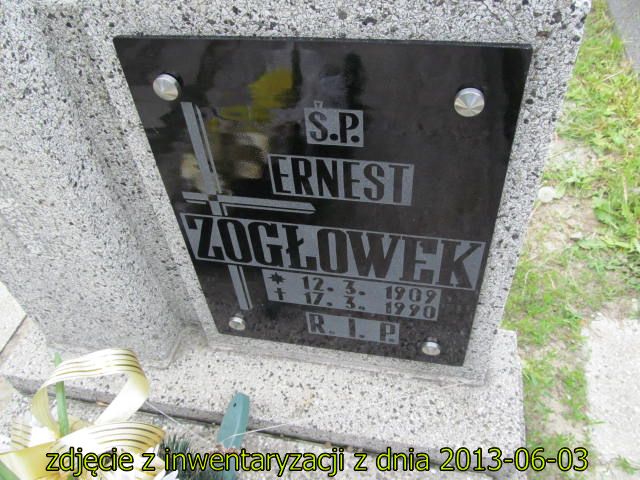 Ś.P.
ERNEST
ZOGŁOWEK
* 12. 3. 1909
† 17. 3. 1990
R. I. P.
zdjęcie z inwentaryzacji z dnia 2013-06-03